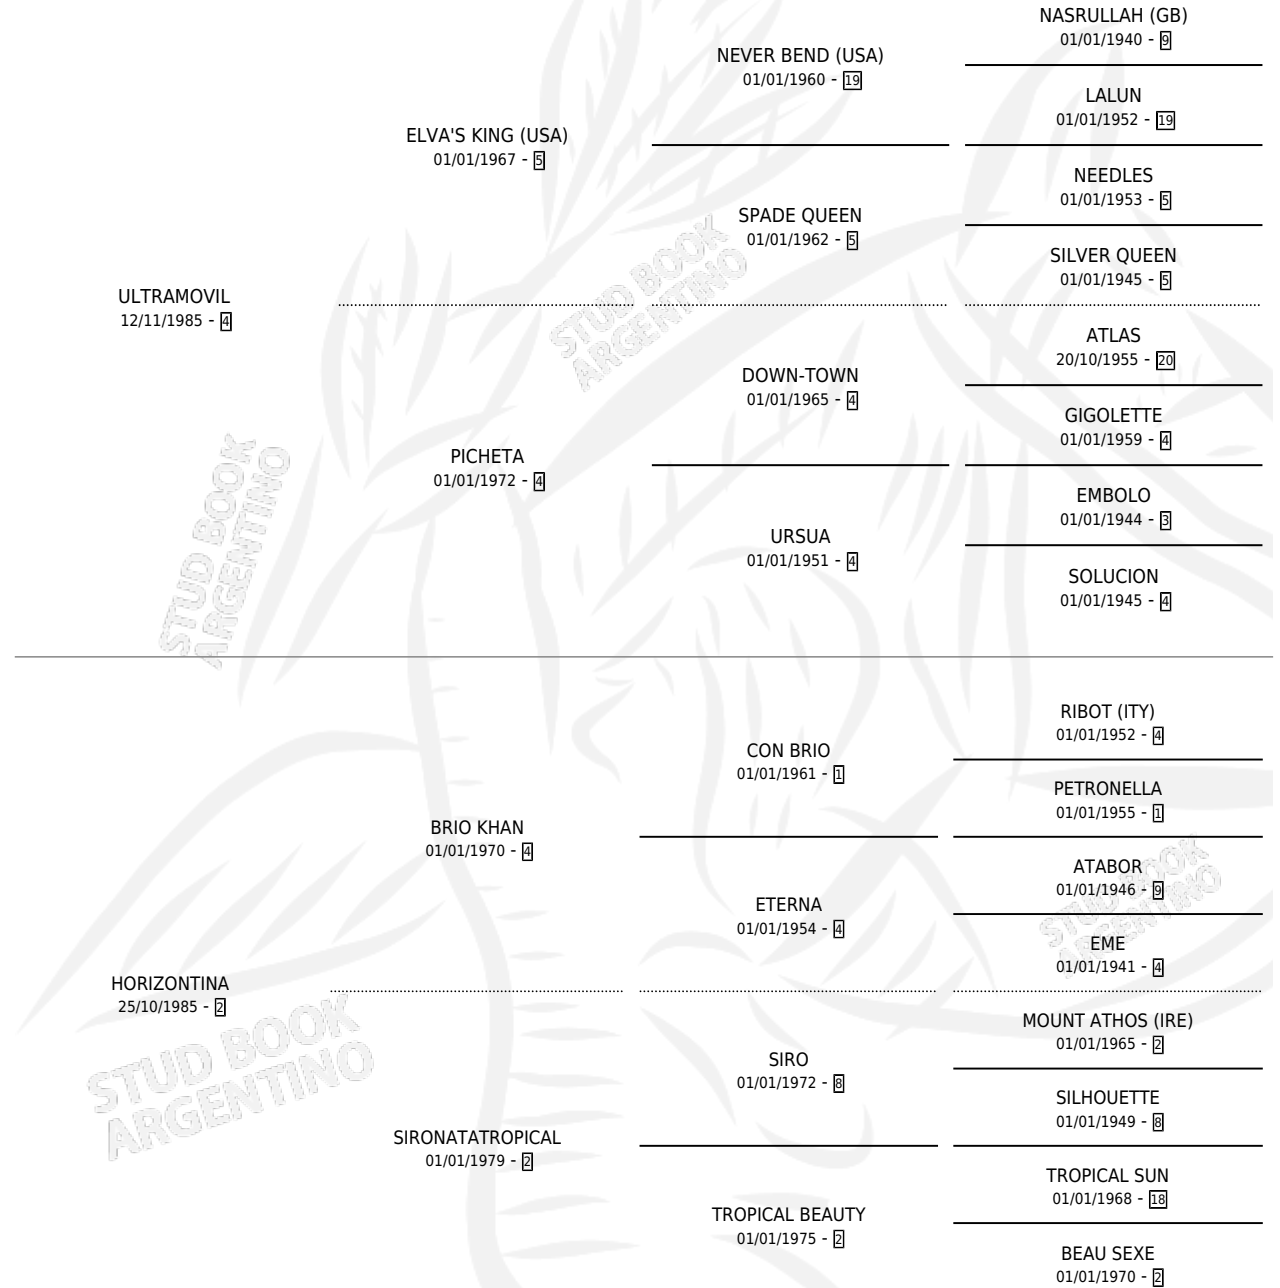 NASRULLAH (GB)
01/01/1940 - 9
NEVER BEND (USA)
01/01/1960 - 19
LALUN
01/01/1952 - 19
ELVA'S KING (USA)
01/01/1967 - 5
NEEDLES
01/01/1953 - 5
SPADE QUEEN
01/01/1962 - 5
SILVER QUEEN
01/01/1945 - 5
ULTRAMOVIL
12/11/1985 - 4
STUD BOOK
ARGENTINO
ATLAS
20/10/1955 - 20
DOWN-TOWN
01/01/1965 - 4
GIGOLETTE
01/01/1959 - 4
PICHETA
01/01/1972 - 4
EMBOLO
01/01/1944 - 3
URSUA
01/01/1951 - 4
SOLUCION
01/01/1945 - 4
STUD BOOK
ARGENTINO
RIBOT (ITY)
01/01/1952 - 4
CON BRIO
01/01/1961 - 1
PETRONELLA
01/01/1955 - 1
BRIO KHAN
01/01/1970 - 4
ATABOR
01/01/1946 - 9
ETERNA
01/01/1954 - 4
STUD BOOK
ARGENTINO
EME
01/01/1941 - 4
HORIZONTINA
25/10/1985 - 2
MOUNT ATHOS (IRE)
01/01/1965 - 2
STUD BOOK
ARGENTINO
SIRO
01/01/1972 - 8
SILHOUETTE
01/01/1949 - 8
SIRONATATROPICAL
01/01/1979 - 2
TROPICAL SUN
01/01/1968 - 18
TROPICAL BEAUTY
01/01/1975 - 2
BEAU SEXE
01/01/1970 - 2